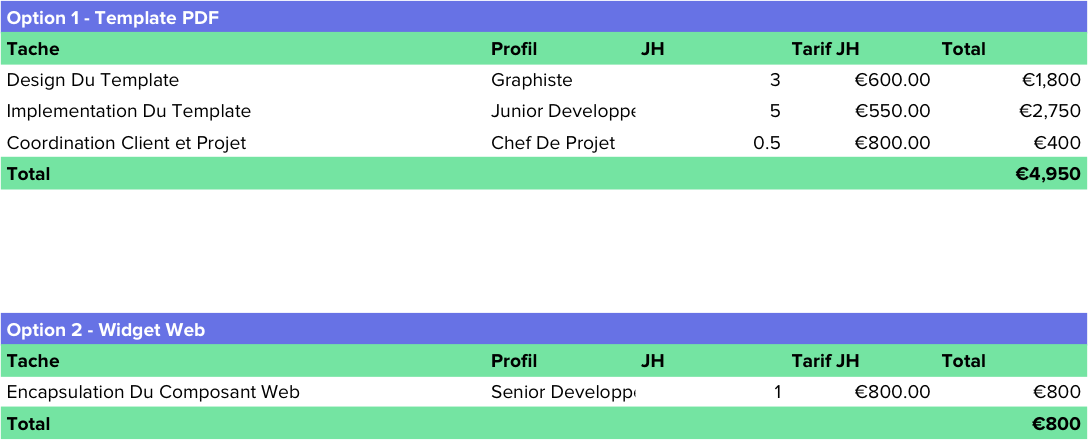 Option 1 - Template PDF
Tache Profil JH Tarif JH Total
Design Du Template Graphiste 3 €600.00 €1,800
Implementation Du Template Junior Developpe 5 €550.00 €2,750
Coordination Client et Projet Chef De Projet 0.5 €800.00 €400
Total €4,950
Option 2 - Widget Web
Tache Profil JH Tarif JH Total
Encapsulation Du Composant Web Senior Developpe 1 €800.00 €800
Total €800